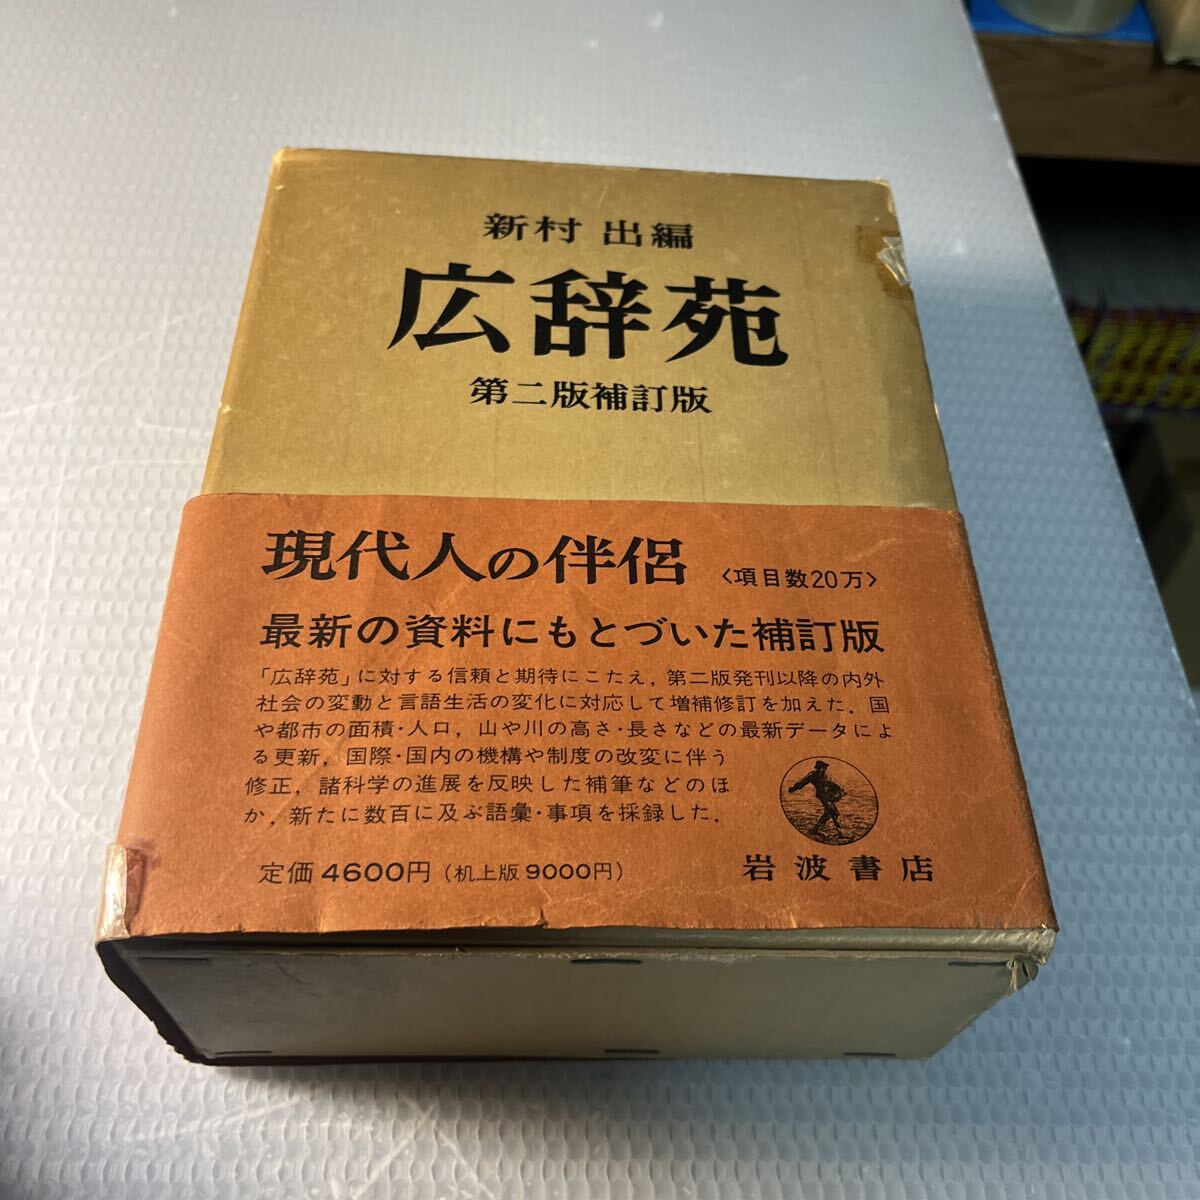 新村 出編
広辞苑
第二版補訂版
現代人の伴侶 〈項目数20万〉
最新の資料にもとづいた補訂版
「広辞苑」に対する信頼と期待にこたえ，第二版発刊以降の内外
社会の変動と言語生活の変化に対応して増補修訂を加えた．国
や都市の面積・人口，山や川の高さ・長さなどの最新データによ
る更新，国際・国内の機構や制度の改変に伴う
修正，諸科学の進展を反映した補筆などのほ
か，新たに数百に及ぶ語彙・事項を採録した．
定価4600円（机上版9000円）
岩波書店